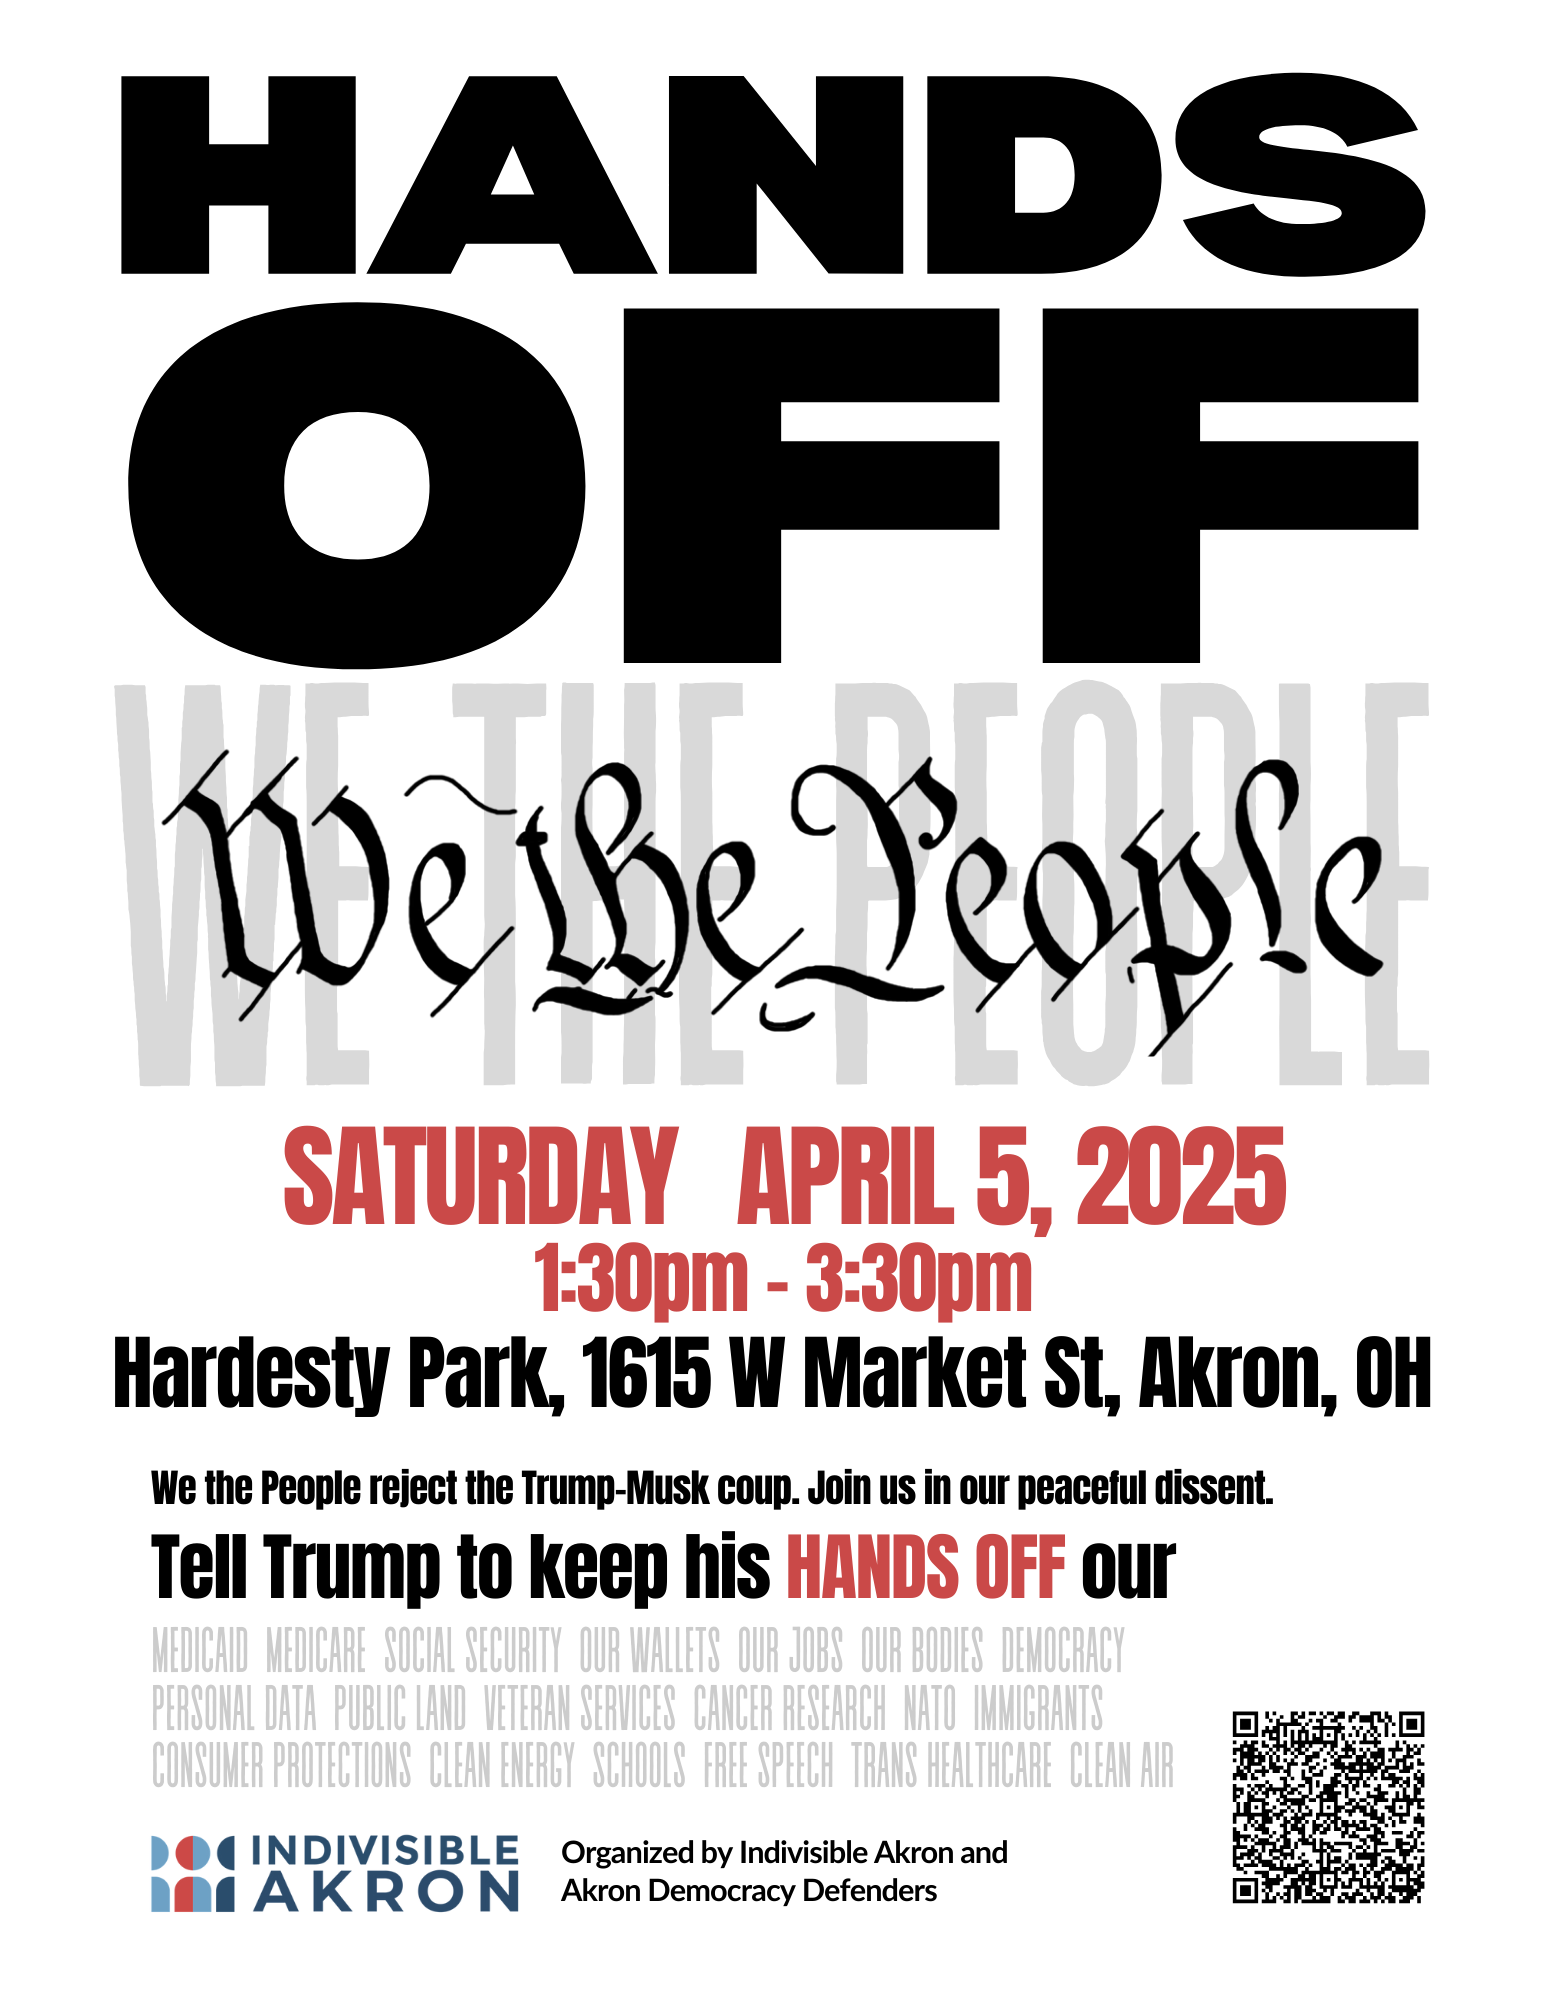 HANDS
OFF
WE THE PEOPLE
We the People
SATURDAY APRIL 5, 2025
1:30pm - 3:30pm
Hardesty Park, 1615 W Market St, Akron, OH
We the People reject the Trump-Musk coup. Join us in our peaceful dissent.
Tell Trump to keep his HANDS OFF our
MEDICAID MEDICARE SOCIAL SECURITY OUR WALLETS OUR JOBS OUR BODIES DEMOCRACY
PERSONAL DATA PUBLIC LAND VETERAN SERVICES CANCER RESEARCH NATO IMMIGRANTS
CONSUMER PROTECTIONS CLEAN ENERGY SCHOOLS FREE SPEECH TRANS HEALTHCARE CLEAN AIR
INDIVISIBLE
AKRON
Organized by Indivisible Akron and
Akron Democracy Defenders